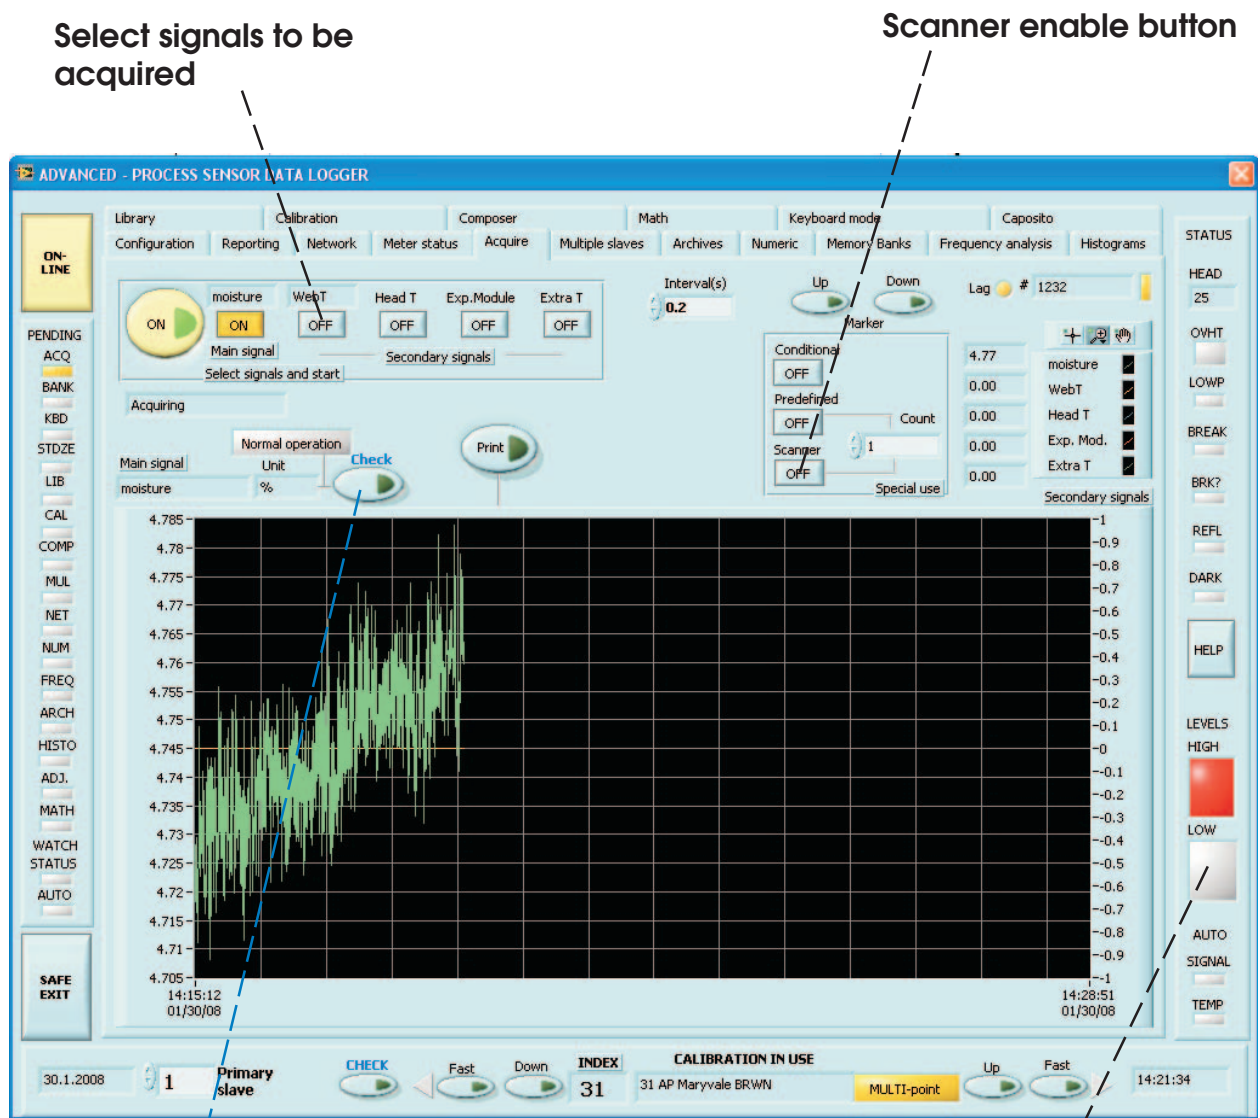 Select signals to be
acquired
Scanner enable button
ADVANCED - PROCESS SENSOR DATA LOGGER
ON-
LINE
PENDING
ACQ
BANK
KBD
STDZE
LIB
CAL
COMP
MUL
NET
NUM
FREQ
ARCH
HISTO
ADJ.
MATH
WATCH
STATUS
AUTO
SAFE
EXIT
Library Calibration Composer Math Keyboard mode Caposito
Configuration Reporting Network Meter status Acquire Multiple slaves Archives Numeric Memory Banks Frequency analysis Histograms
ON
moisture WebT Head T Exp.Module Extra T
ON OFF OFF OFF OFF
Main signal Secondary signals
Select signals and start
Acquiring
Interval(s)
0.2
Up Down
Marker
Lag # 1232
Conditional
OFF
Predefined
OFF
Count
Scanner
1
OFF
Special use
4.77
0.00
0.00
0.00
0.00
moisture
WebT
Head T
Exp. Mod.
Extra T
Secondary signals
Normal operation
Main signal Unit
moisture %
Check
Print
4.785
4.78
4.775
4.77
4.765
4.76
4.755
4.75
4.745
4.74
4.735
4.73
4.725
4.72
4.715
4.71
4.705
-1
-0.9
-0.8
-0.7
-0.6
-0.5
-0.4
-0.3
-0.2
-0.1
-0
-0.1
-0.2
-0.3
-0.4
-0.5
-0.6
-0.7
-0.8
-0.9
--1
14:15:12
01/30/08
14:28:51
01/30/08
STATUS
HEAD
25
OVHT
LOWP
BREAK
BRK?
REFL
DARK
HELP
LEVELS
HIGH
LOW
AUTO
SIGNAL
TEMP
30.1.2008
1
Primary
slave
CHECK
Fast Down
INDEX
31
CALIBRATION IN USE
31 AP Maryvale BRWN
MULTI-point
Up Fast
14:21:34